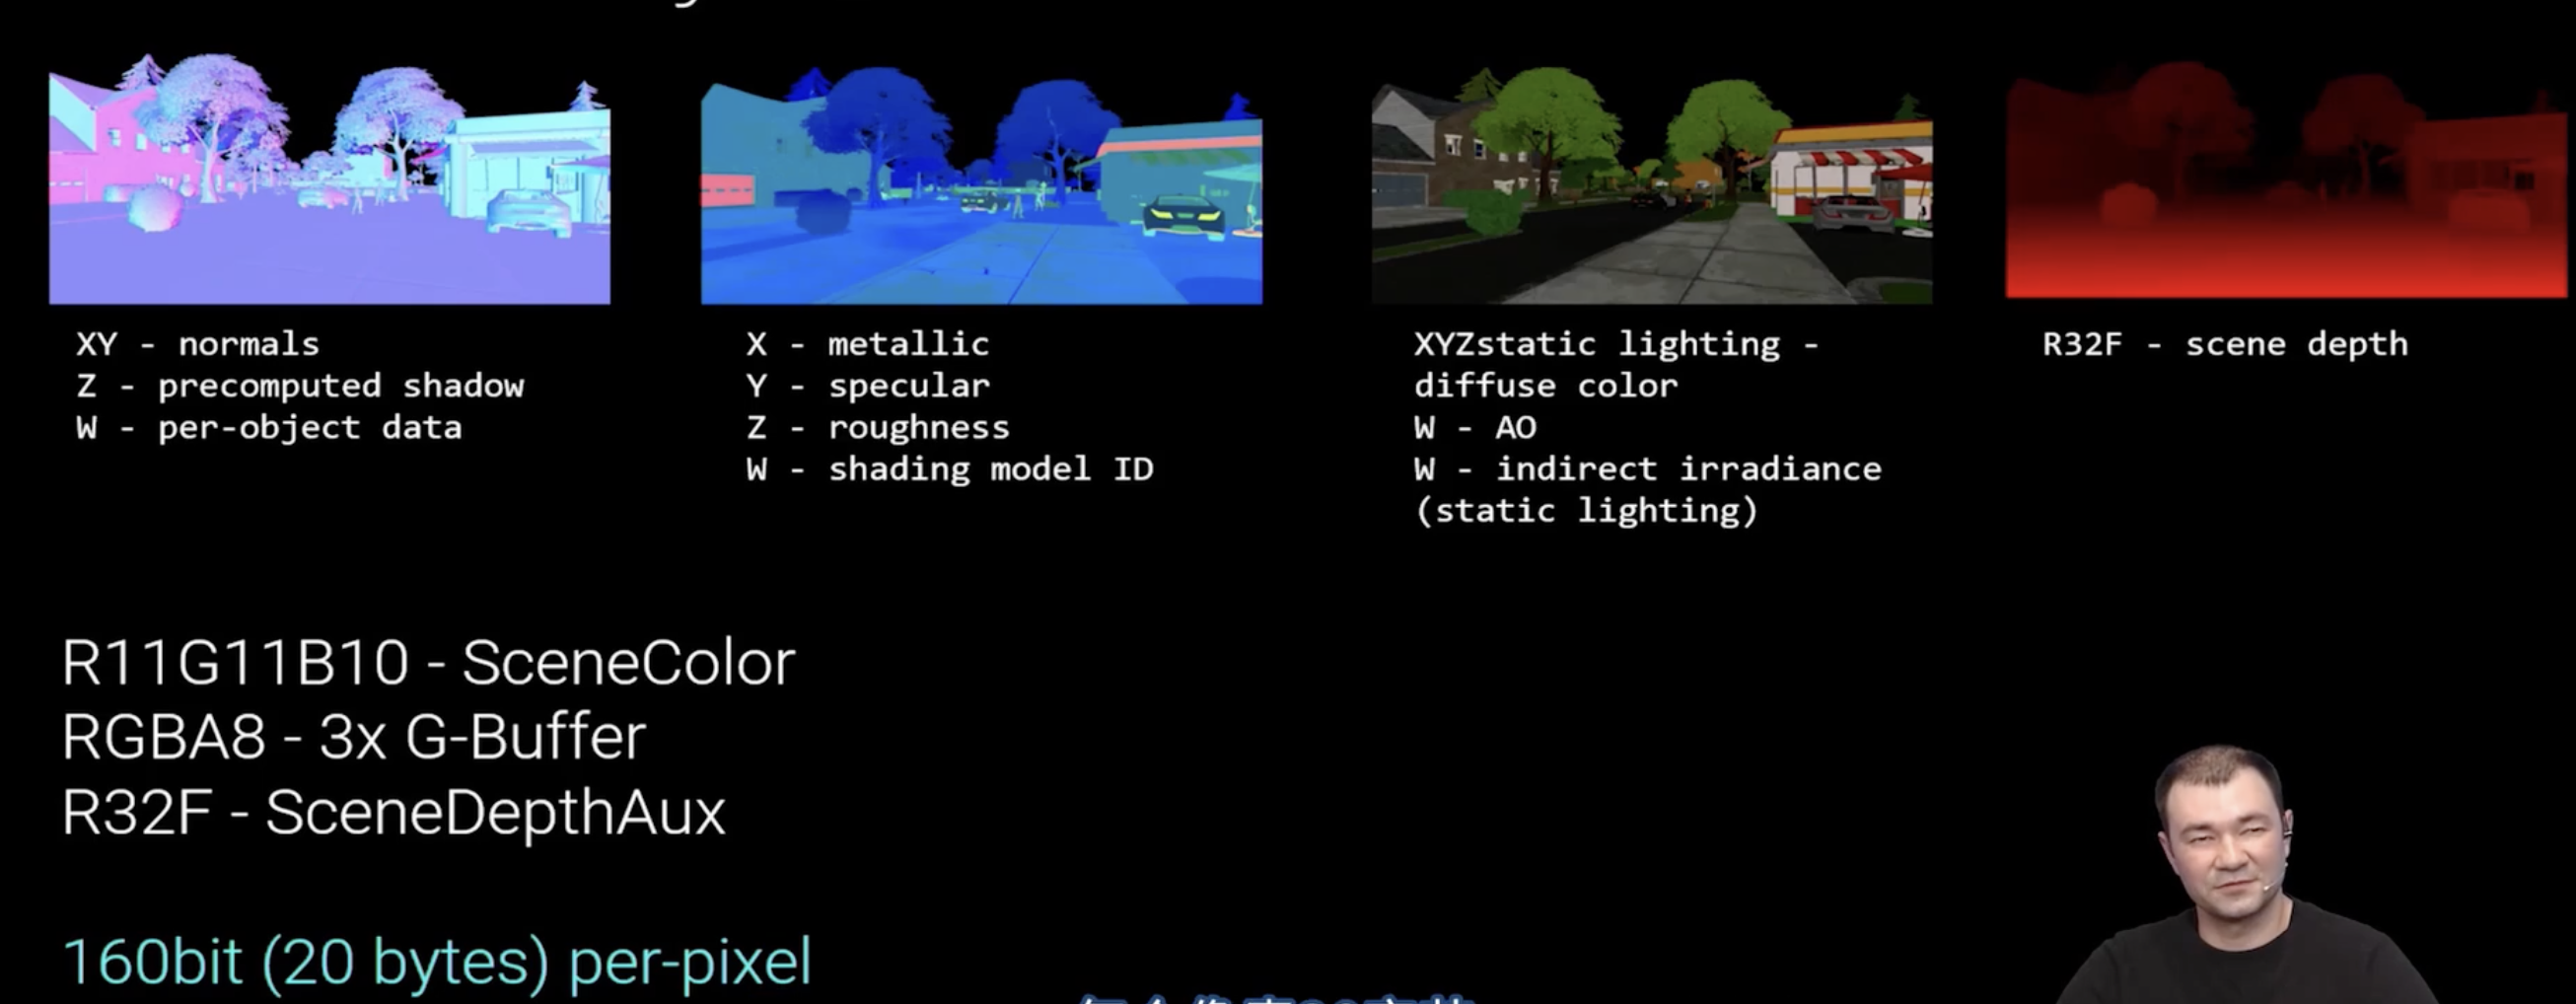 XY - normals
Z - precomputed shadow
W - per-object data
X - metallic
Y - specular
Z - roughness
W - shading model ID
XYZstatic lighting -
diffuse color
W - AO
W - indirect irradiance
(static lighting)
R32F - scene depth
R11G11B10 - SceneColor
RGBA8 - 3x G-Buffer
R32F - SceneDepthAux
160bit (20 bytes) per-pixel